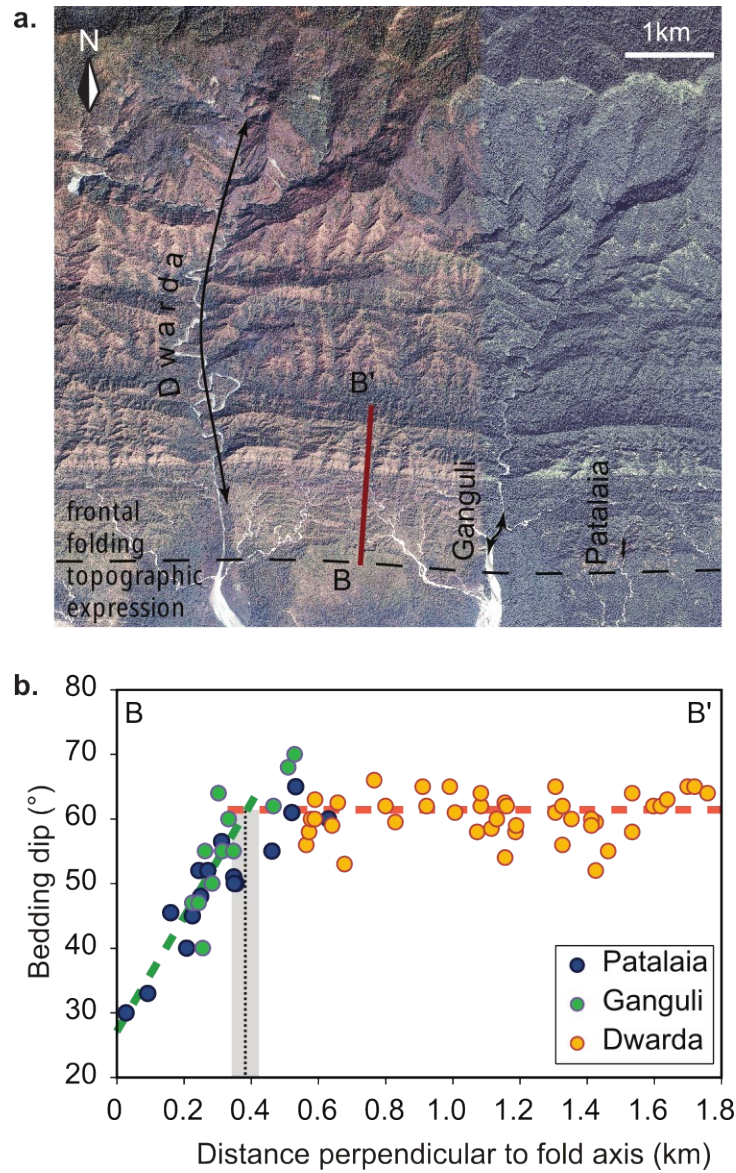 a.
N
1km
Dwarda
B'
B
Ganguli
Patalaia
frontal
folding
topographic
expression
b.
80
70
60
50
40
30
20
B
B'
Bedding dip (°)
Patalaia
Ganguli
Dwarda
0
0.2
0.4
0.6
0.8
1.0
1.2
1.4
1.6
1.8
Distance perpendicular to fold axis (km)